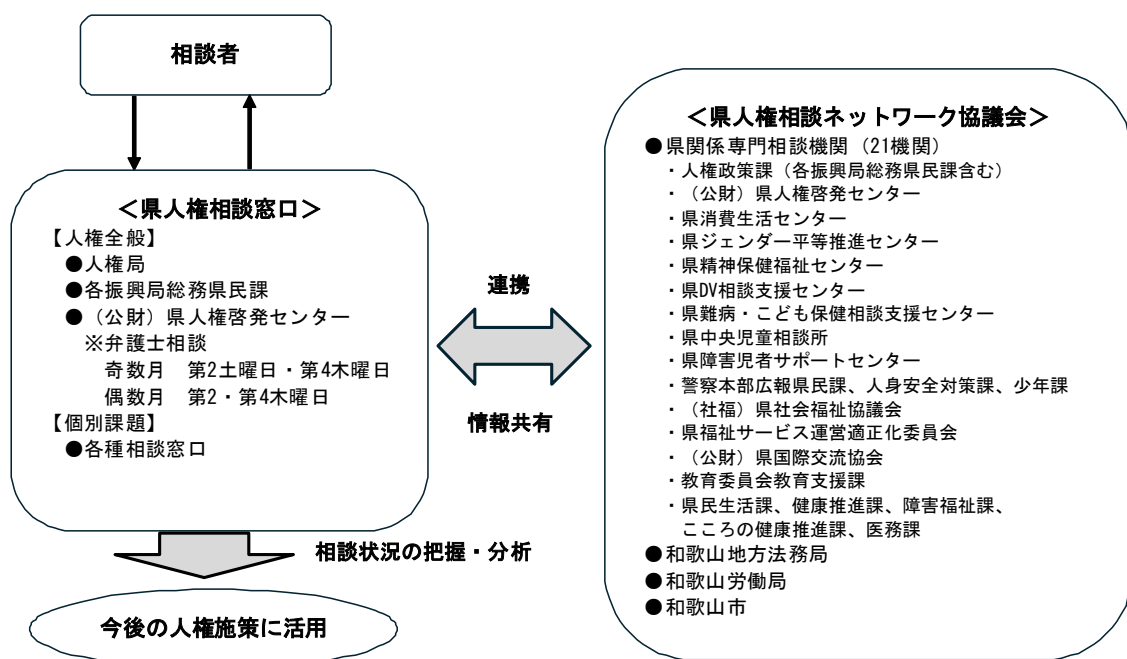 相談者
＜県人権相談窓口＞
【人権全般】
●人権局
●各振興局総務県民課
●（公財）県人権啓発センター
※弁護士相談
奇数月　第2土曜日・第4木曜日
偶数月　第2・第4木曜日
【個別課題】
●各種相談窓口
連携
情報共有
＜県人権相談ネットワーク協議会＞
●県関係専門相談機関（21機関）
・人権政策課（各振興局総務県民課含む）
・（公財）県人権啓発センター
・県消費生活センター
・県ジェンダー平等推進センター
・県精神保健福祉センター
・県DV相談支援センター
・県難病・こども保健相談支援センター
・県中央児童相談所
・県障害児者サポートセンター
・警察本部広報県民課、人身安全対策課、少年課
・（社福）県社会福祉協議会
・県福祉サービス運営適正化委員会
・（公財）県国際交流協会
・教育委員会教育支援課
・県民生活課、健康推進課、障害福祉課、
こころの健康推進課、医務課
●和歌山地方法務局
●和歌山労働局
●和歌山市
相談状況の把握・分析
今後の人権施策に活用